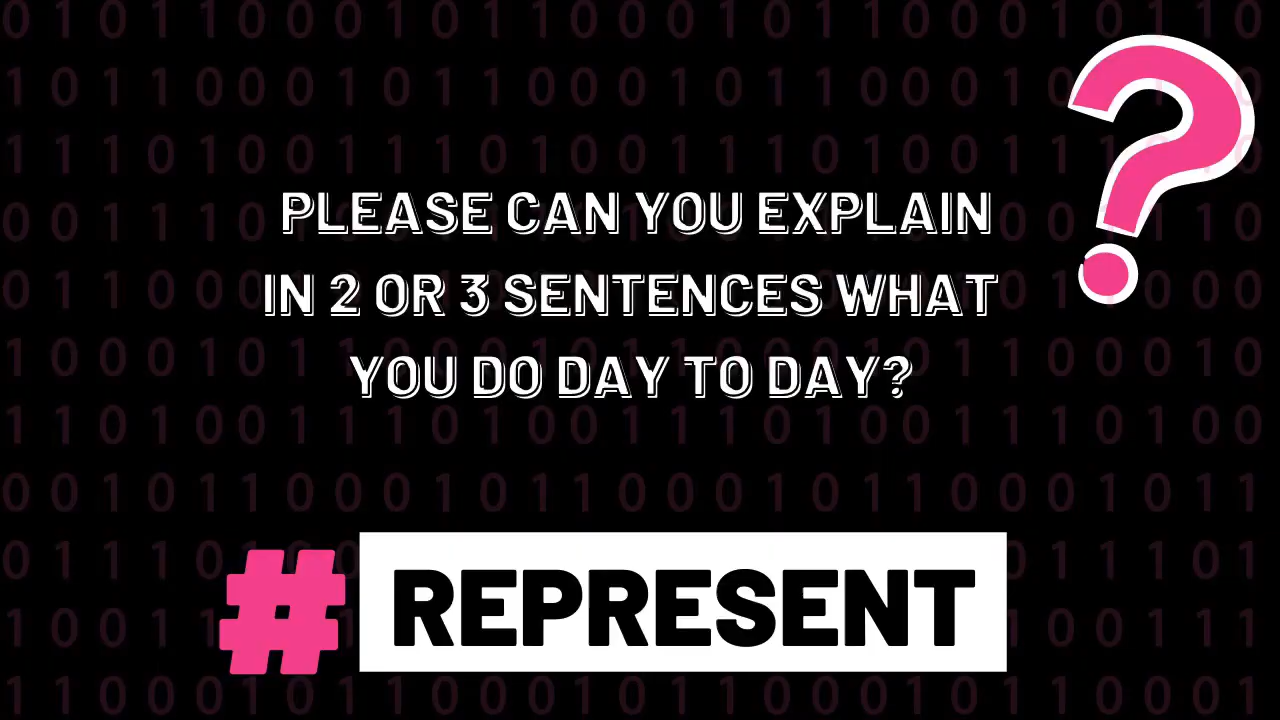 PLEASE CAN YOU EXPLAIN
IN 2 OR 3 SENTENCES WHAT
YOU DO DAY TO DAY?
?
#REPRESENT